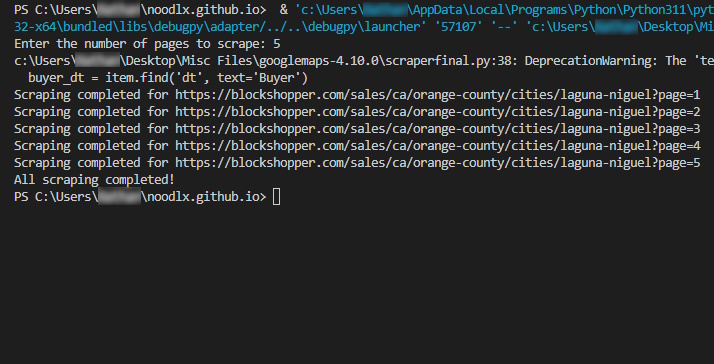 PS C:\Users\ \noodlx.github.io>  & 'c:\Users\ \AppData\Local\Programs\Python\Python311\pyt
32-x64\bundled\libs\debugpy\adapter/../..\debugpy\launcher' '57107' '--' 'c:\Users\ \Desktop\Mi
Enter the number of pages to scrape: 5
c:\Users\ \Desktop\Misc Files\googlemaps-4.10.0\scraperfinal.py:38: DeprecationWarning: The 'te
  buyer_dt = item.find('dt', text='Buyer')
Scraping completed for https://blockshopper.com/sales/ca/orange-county/cities/laguna-niguel?page=1
Scraping completed for https://blockshopper.com/sales/ca/orange-county/cities/laguna-niguel?page=2
Scraping completed for https://blockshopper.com/sales/ca/orange-county/cities/laguna-niguel?page=3
Scraping completed for https://blockshopper.com/sales/ca/orange-county/cities/laguna-niguel?page=4
Scraping completed for https://blockshopper.com/sales/ca/orange-county/cities/laguna-niguel?page=5
All scraping completed!
PS C:\Users\ \noodlx.github.io>